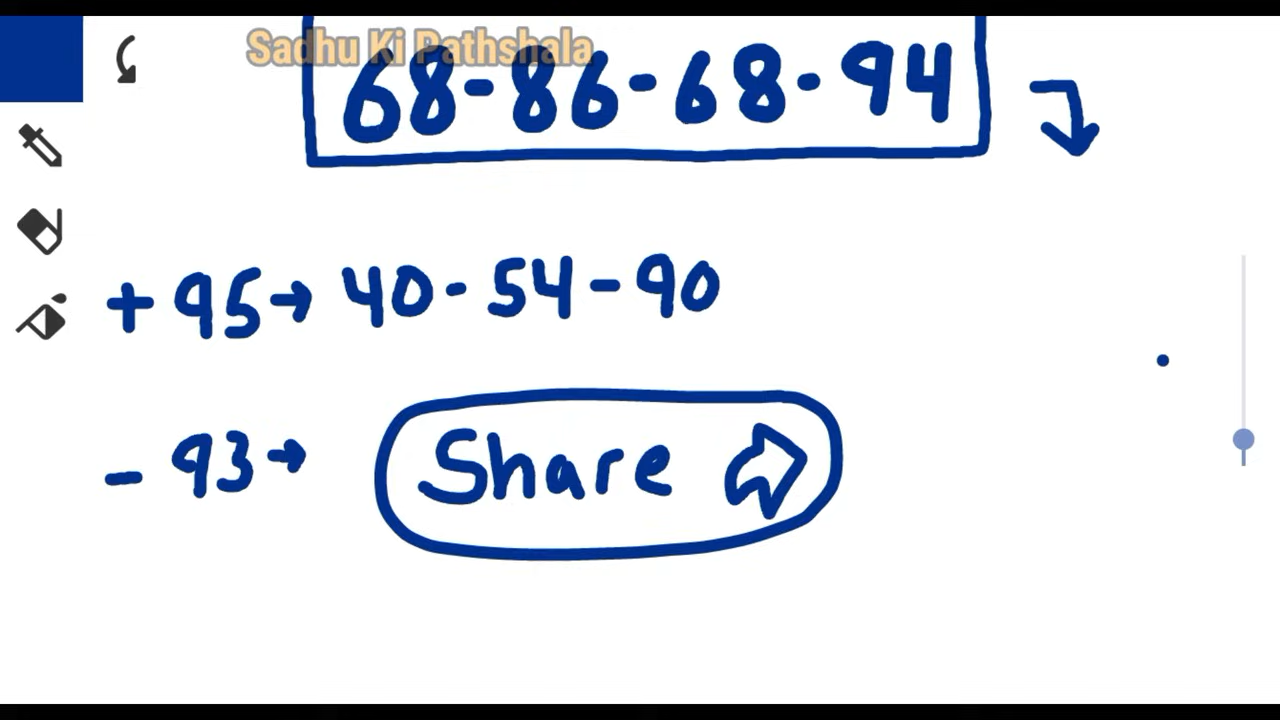 Sadhu Ki Pathshala
68-86-68-94
+ 95→ 40-54-90
- 93→ Share